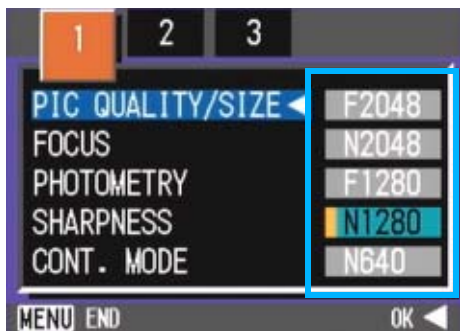 1 2 3
PIC QUALITY/SIZE F2048
FOCUS N2048
PHOTOMETRY F1280
SHARPNESS N1280
CONT. MODE N640
MENU END OK